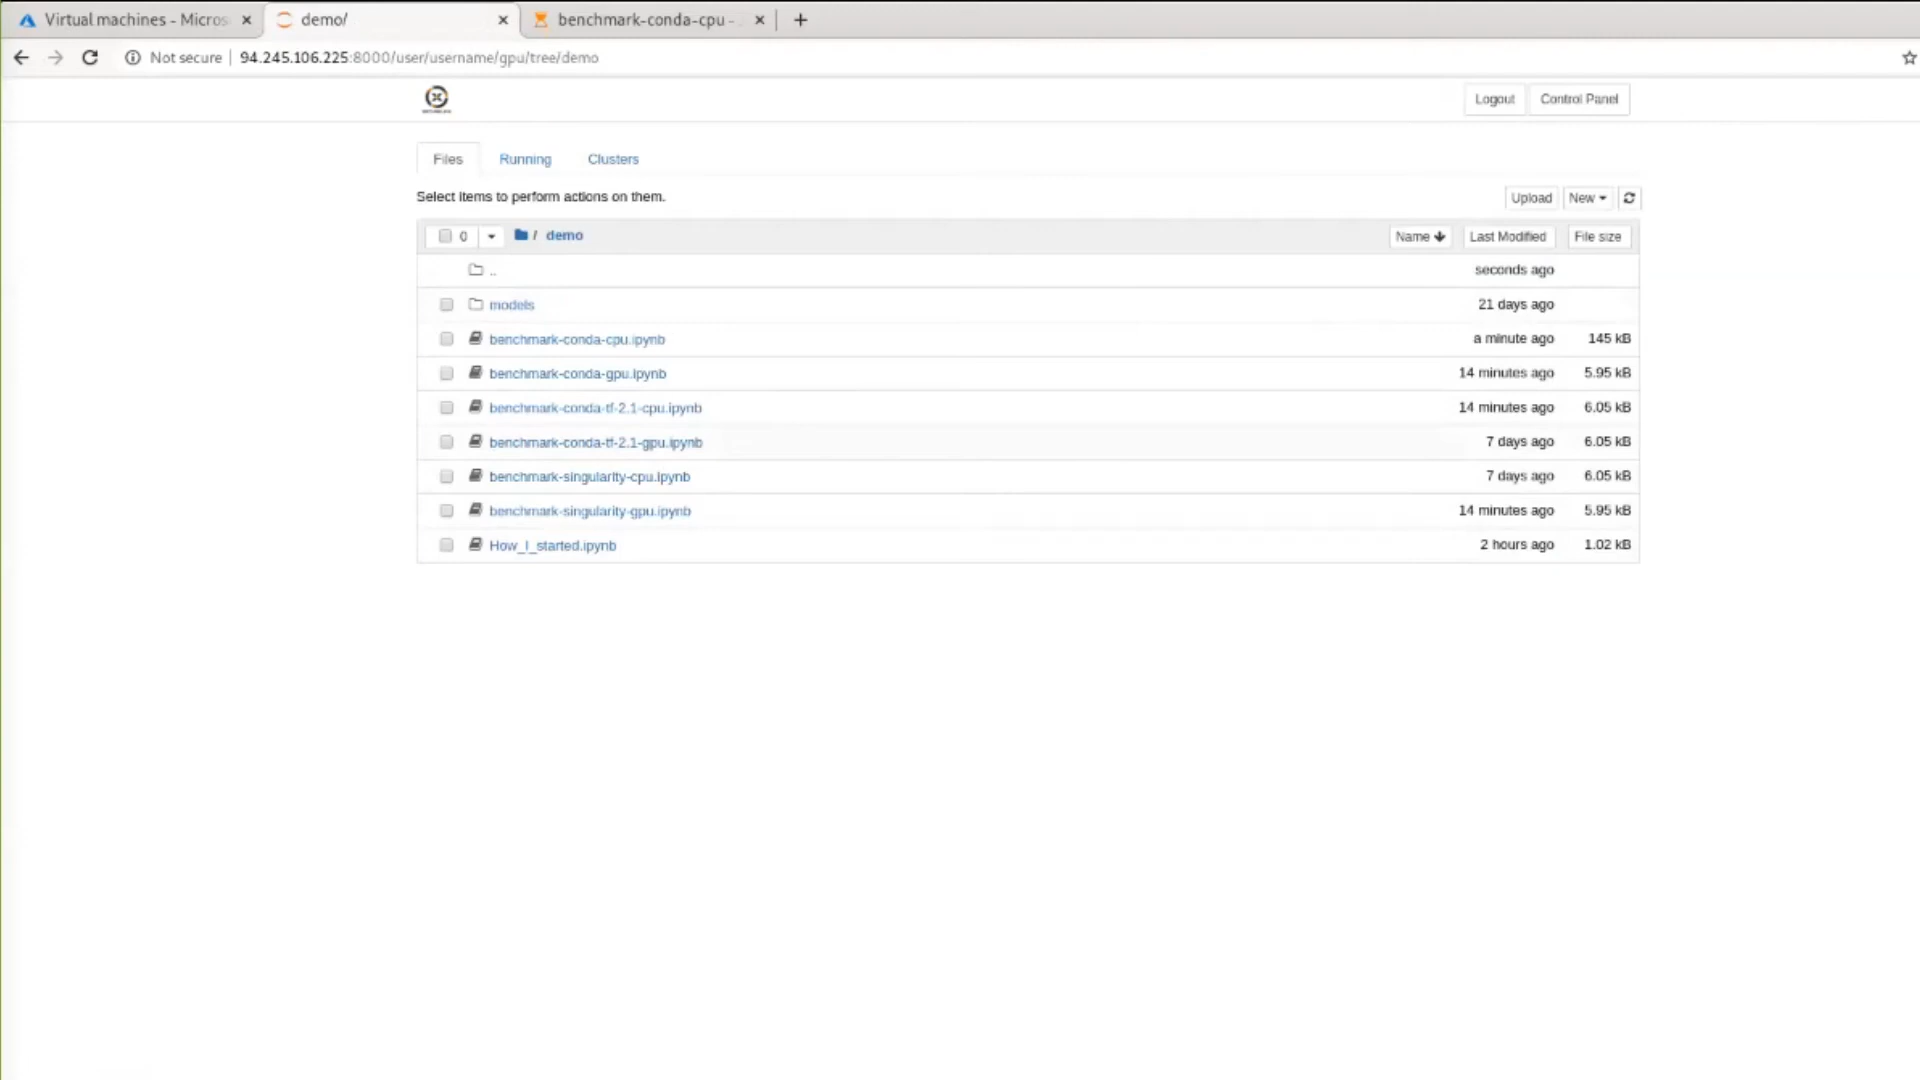 Virtual machines - Micros
demo/
benchmark-conda-cpu -
Not secure
94.245.106.225:8000/user/username/gpu/tree/demo
Logout
Control Panel
Files
Running
Clusters
Select items to perform actions on them.
Upload
New
0
/ demo
Name
Last Modified
File size
.. seconds ago
models 21 days ago
benchmark-conda-cpu.ipynb a minute ago 145 kB
benchmark-conda-gpu.ipynb 14 minutes ago 5.95 kB
benchmark-conda-tf-2.1-cpu.ipynb 14 minutes ago 6.05 kB
benchmark-conda-tf-2.1-gpu.ipynb 7 days ago 6.05 kB
benchmark-singularity-cpu.ipynb 7 days ago 6.05 kB
benchmark-singularity-gpu.ipynb 14 minutes ago 5.95 kB
How_I_started.ipynb 2 hours ago 1.02 kB